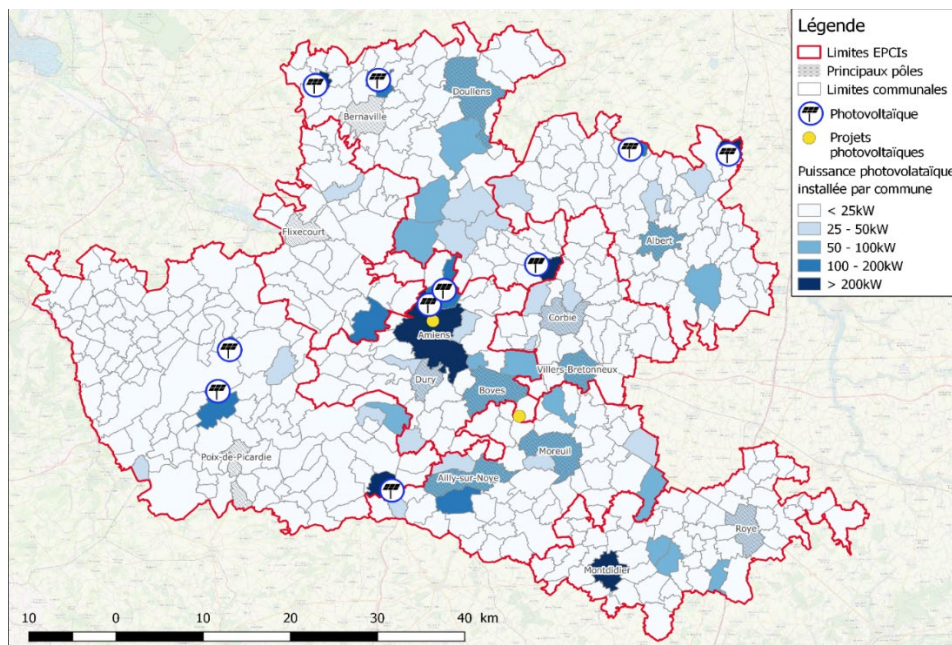 Légende
Limites EPCIs
Principaux pôles
Limites communales
Photovoltaïque
Projets
photovoltaïques
Puissance photovolataïque
installée par commune
< 25kW
25 - 50kW
50 - 100kW
100 - 200kW
> 200kW
Doullens
Bernaville
Flixecourt
Albert
Corbie
Amiens
Villers-Bretonneux
Dury
Boves
Poix-de-Picardie
Moreuil
Ailly-sur-Noye
Roye
Montdidier
10 0 10 20 30 40 km